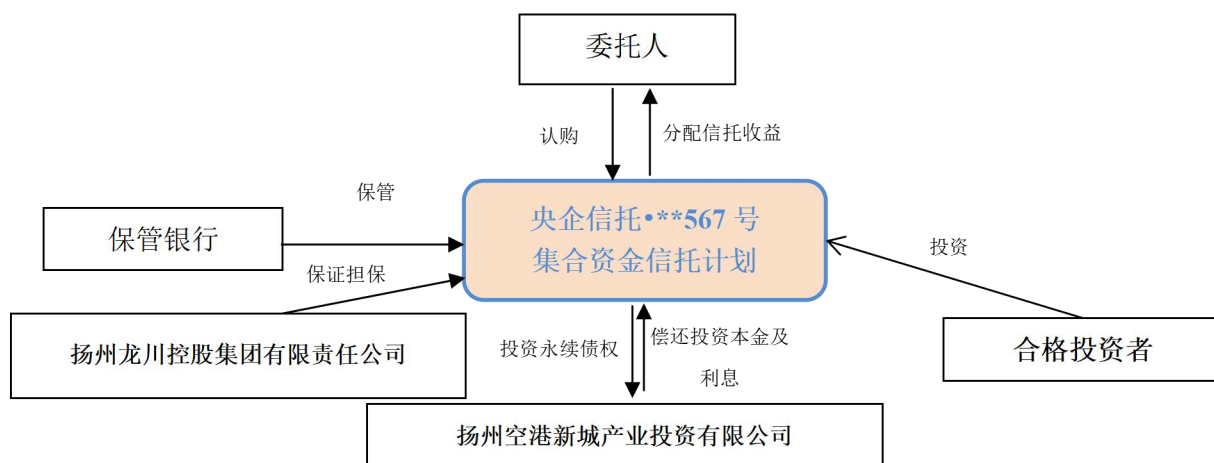 委托人
认购
分配信托收益
保管
央企信托•**567 号
集合资金信托计划
保管银行
投资
保证担保
扬州龙川控股集团有限责任公司
投资永续债权
偿还投资本金及
利息
合格投资者
扬州空港新城产业投资有限公司